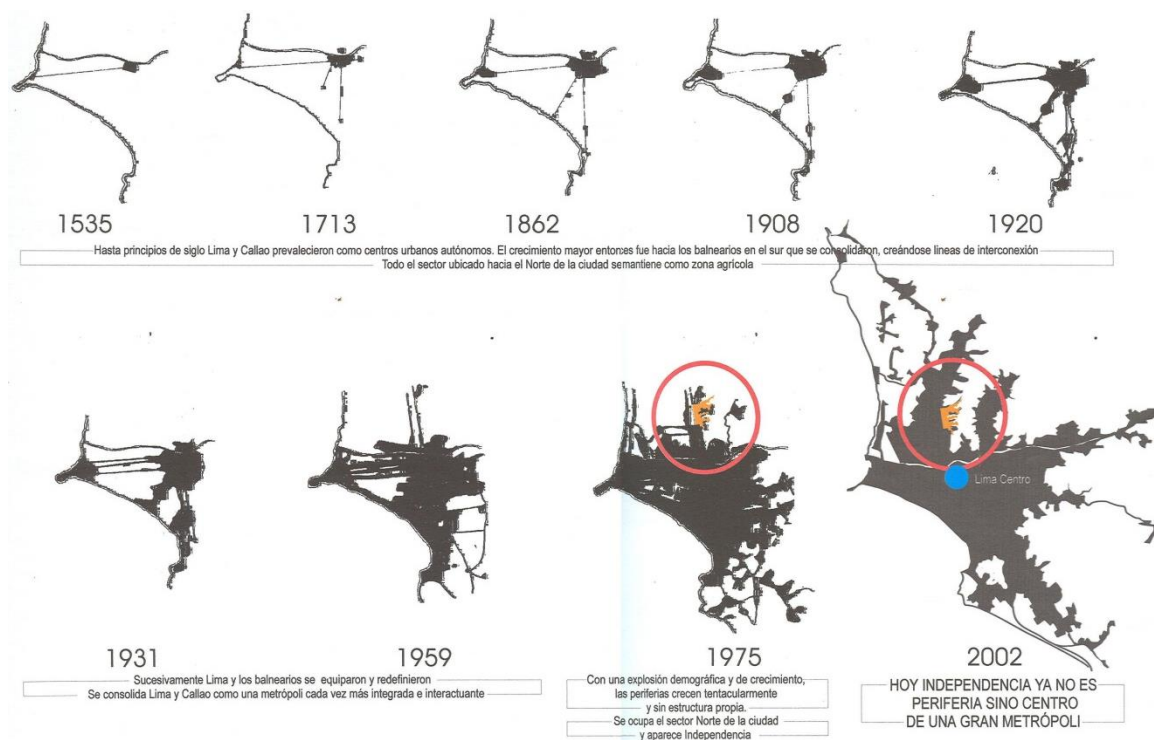 1535
1713
1862
1908
1920
Hasta principios de siglo Lima y Callao prevalecieron como centros urbanos autónomos. El crecimiento mayor entonces fue hacia los balnearios en el sur que se consolidaron, creándose líneas de interconexión
Todo el sector ubicado hacia el Norte de la ciudad semantiene como zona agrícola
Lima Centro
1931
1959
1975
2002
Sucesivamente Lima y los balnearios se equiparon y redefinieron
Se consolida Lima y Callao como una metrópoli cada vez más integrada e interactuante
Con una explosión demográfica y de crecimiento,
las periferias crecen tentacularmente
y sin estructura propia.
Se ocupa el sector Norte de la ciudad
y aparece Independencia
HOY INDEPENDENCIA YA NO ES
PERIFERIA SINO CENTRO
DE UNA GRAN METRÓPOLI